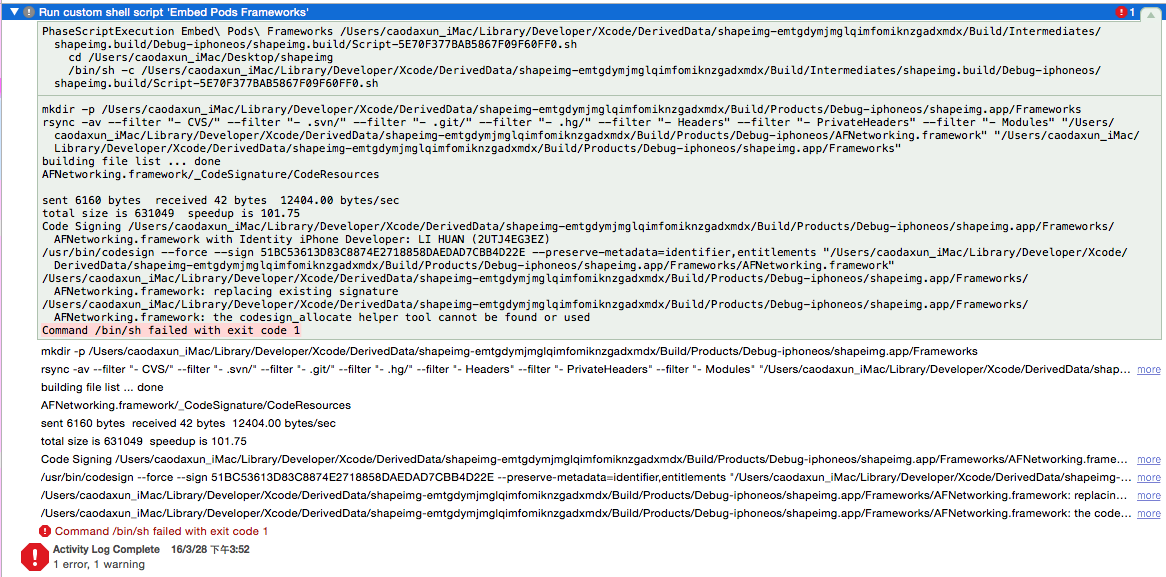 Run custom shell script 'Embed Pods Frameworks'
1
PhaseScriptExecution Embed\ Pods\ Frameworks /Users/caodaxun_iMac/Library/Developer/Xcode/DerivedData/shapeimg-emtgdymjmglqimfomiknzgadxmdx/Build/Intermediates/
shapeimg.build/Debug-iphoneos/shapeimg.build/Script-5E70F377BAB5867F09F60FF0.sh
cd /Users/caodaxun_iMac/Desktop/shapeimg
/bin/sh -c /Users/caodaxun_iMac/Library/Developer/Xcode/DerivedData/shapeimg-emtgdymjmglqimfomiknzgadxmdx/Build/Intermediates/shapeimg.build/Debug-iphoneos/
shapeimg.build/Script-5E70F377BAB5867F09F60FF0.sh
mkdir -p /Users/caodaxun_iMac/Library/Developer/Xcode/DerivedData/shapeimg-emtgdymjmglqimfomiknzgadxmdx/Build/Products/Debug-iphoneos/shapeimg.app/Frameworks
rsync -av --filter "- CVS/" --filter "- .svn/" --filter "- .git/" --filter "- .hg/" --filter "- Headers" --filter "- PrivateHeaders" --filter "- Modules" "/Users/
caodaxun_iMac/Library/Developer/Xcode/DerivedData/shapeimg-emtgdymjmglqimfomiknzgadxmdx/Build/Products/Debug-iphoneos/AFNetworking.framework" "/Users/caodaxun_iMac/
Library/Developer/Xcode/DerivedData/shapeimg-emtgdymjmglqimfomiknzgadxmdx/Build/Products/Debug-iphoneos/shapeimg.app/Frameworks"
building file list ... done
AFNetworking.framework/_CodeSignature/CodeResources
sent 6160 bytes  received 42 bytes  12404.00 bytes/sec
total size is 631049  speedup is 101.75
Code Signing /Users/caodaxun_iMac/Library/Developer/Xcode/DerivedData/shapeimg-emtgdymjmglqimfomiknzgadxmdx/Build/Products/Debug-iphoneos/shapeimg.app/Frameworks/
AFNetworking.framework with Identity iPhone Developer: LI HUAN (2UTJ4EG3EZ)
/usr/bin/codesign --force --sign 51BC53613D83C8874E2718858DAEDAD7CBB4D22E --preserve-metadata=identifier,entitlements "/Users/caodaxun_iMac/Library/Developer/Xcode/
DerivedData/shapeimg-emtgdymjmglqimfomiknzgadxmdx/Build/Products/Debug-iphoneos/shapeimg.app/Frameworks/AFNetworking.framework"
/Users/caodaxun_iMac/Library/Developer/Xcode/DerivedData/shapeimg-emtgdymjmglqimfomiknzgadxmdx/Build/Products/Debug-iphoneos/shapeimg.app/Frameworks/
AFNetworking.framework: replacing existing signature
/Users/caodaxun_iMac/Library/Developer/Xcode/DerivedData/shapeimg-emtgdymjmglqimfomiknzgadxmdx/Build/Products/Debug-iphoneos/shapeimg.app/Frameworks/
AFNetworking.framework: the codesign_allocate helper tool cannot be found or used
Command /bin/sh failed with exit code 1
mkdir -p /Users/caodaxun_iMac/Library/Developer/Xcode/DerivedData/shapeimg-emtgdymjmglqimfomiknzgadxmdx/Build/Products/Debug-iphoneos/shapeimg.app/Frameworks
rsync -av --filter "- CVS/" --filter "- .svn/" --filter "- .git/" --filter "- .hg/" --filter "- Headers" --filter "- PrivateHeaders" --filter "- Modules" "/Users/caodaxun_iMac/Library/Developer/Xcode/DerivedData/shap... more
building file list ... done
AFNetworking.framework/_CodeSignature/CodeResources
sent 6160 bytes  received 42 bytes  12404.00 bytes/sec
total size is 631049  speedup is 101.75
Code Signing /Users/caodaxun_iMac/Library/Developer/Xcode/DerivedData/shapeimg-emtgdymjmglqimfomiknzgadxmdx/Build/Products/Debug-iphoneos/shapeimg.app/Frameworks/AFNetworking.frame... more
/usr/bin/codesign --force --sign 51BC53613D83C8874E2718858DAEDAD7CBB4D22E --preserve-metadata=identifier,entitlements "/Users/caodaxun_iMac/Library/Developer/Xcode/DerivedData/shapeimg-... more
/Users/caodaxun_iMac/Library/Developer/Xcode/DerivedData/shapeimg-emtgdymjmglqimfomiknzgadxmdx/Build/Products/Debug-iphoneos/shapeimg.app/Frameworks/AFNetworking.framework: replacin... more
/Users/caodaxun_iMac/Library/Developer/Xcode/DerivedData/shapeimg-emtgdymjmglqimfomiknzgadxmdx/Build/Products/Debug-iphoneos/shapeimg.app/Frameworks/AFNetworking.framework: the code... more
Command /bin/sh failed with exit code 1
Activity Log Complete 16/3/28 下午3:52
1 error, 1 warning